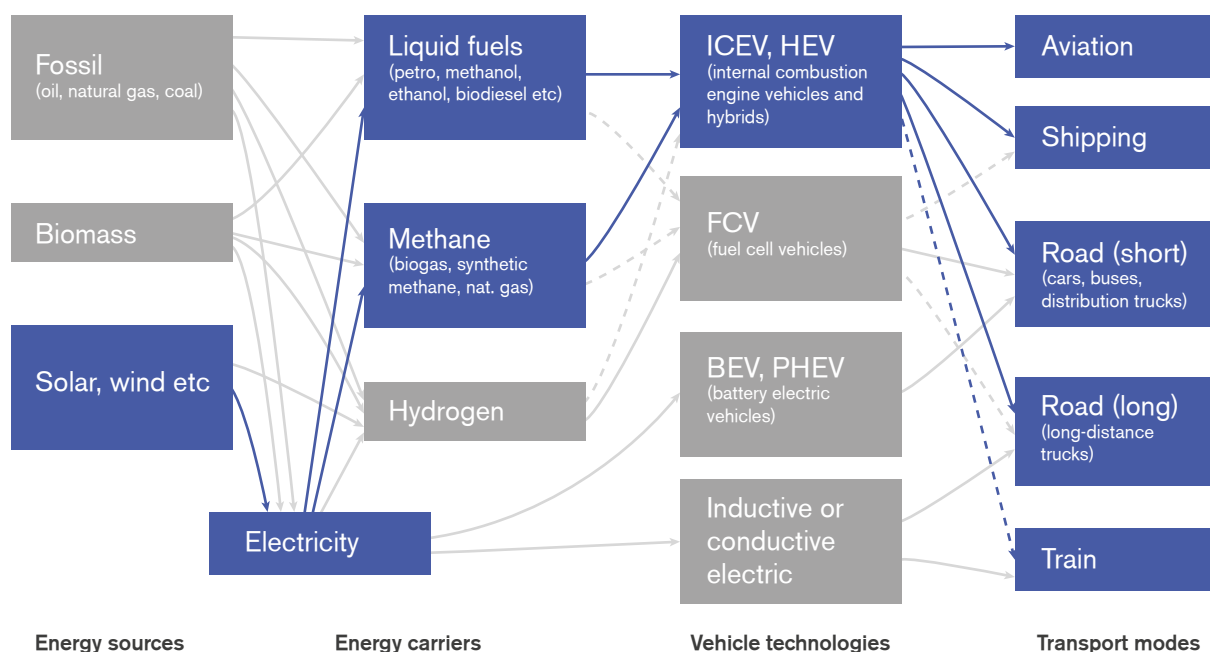 Fossil
(oil, natural gas, coal)
Biomass
Solar, wind etc
Electricity
Liquid fuels
(petro, methanol,
ethanol, biodiesel etc)
Methane
(biogas, synthetic
methane, nat. gas)
Hydrogen
ICEV, HEV
(internal combustion
engine vehicles and
hybrids)
FCV
(fuel cell vehicles)
BEV, PHEV
(battery electric
vehicles)
Inductive or
conductive
electric
Aviation
Shipping
Road (short)
(cars, buses,
distribution trucks)
Road (long)
(long-distance
trucks)
Train
Energy sources
Energy carriers
Vehicle technologies
Transport modes